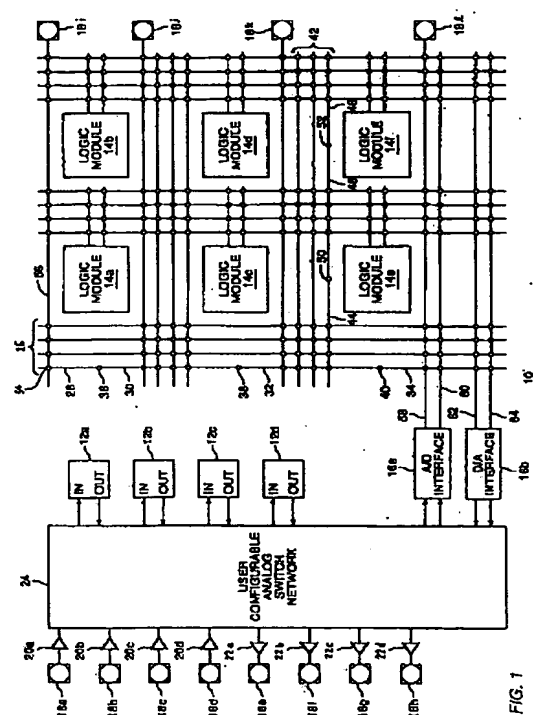 18i
18j
18k
18l
26
66
42
LOGIC
MODULE
14a
LOGIC
MODULE
14b
LOGIC
MODULE
14c
LOGIC
MODULE
14d
LOGIC
MODULE
14e
LOGIC
MODULE
14f
28
30
32
38
40
34
44
50
46
52
48
10
24
USER
CONFIGURABLE
ANALOG
SWITCH
NETWORK
12a
IN
OUT
12b
IN
OUT
12c
IN
OUT
12d
IN
OUT
16a
A/D
INTERFACE
16b
D/A
INTERFACE
60
62
64
20a
20b
20c
20d
22a
22b
22c
22d
18a
18b
18c
18d
18e
18f
18g
18h
FIG. 1